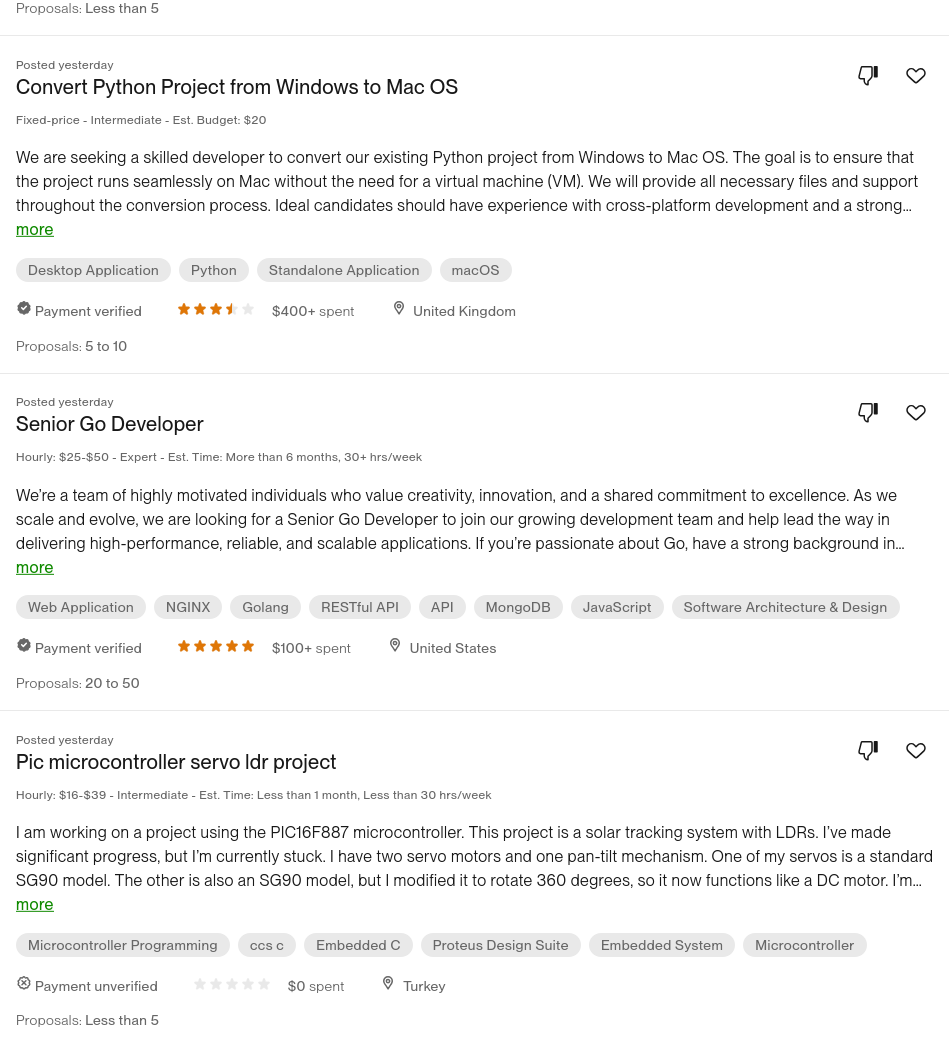 Proposals: Less than 5
Posted yesterday
Convert Python Project from Windows to Mac OS
Fixed-price - Intermediate - Est. Budget: $20
We are seeking a skilled developer to convert our existing Python project from Windows to Mac OS. The goal is to ensure that
the project runs seamlessly on Mac without the need for a virtual machine (VM). We will provide all necessary files and support
throughout the conversion process. Ideal candidates should have experience with cross-platform development and a strong...
more
Desktop Application Python Standalone Application macOS
Payment verified $400+ spent United Kingdom
Proposals: 5 to 10
Posted yesterday
Senior Go Developer
Hourly: $25-$50 - Expert - Est. Time: More than 6 months, 30+ hrs/week
We’re a team of highly motivated individuals who value creativity, innovation, and a shared commitment to excellence. As we
scale and evolve, we are looking for a Senior Go Developer to join our growing development team and help lead the way in
delivering high-performance, reliable, and scalable applications. If you’re passionate about Go, have a strong background in...
more
Web Application NGINX Golang RESTful API API MongoDB JavaScript Software Architecture & Design
Payment verified $100+ spent United States
Proposals: 20 to 50
Posted yesterday
Pic microcontroller servo ldr project
Hourly: $16-$39 - Intermediate - Est. Time: Less than 1 month, Less than 30 hrs/week
I am working on a project using the PIC16F887 microcontroller. This project is a solar tracking system with LDRs. I’ve made
significant progress, but I’m currently stuck. I have two servo motors and one pan-tilt mechanism. One of my servos is a standard
SG90 model. The other is also an SG90 model, but I modified it to rotate 360 degrees, so it now functions like a DC motor. I’m...
more
Microcontroller Programming ccs c Embedded C Proteus Design Suite Embedded System Microcontroller
Payment unverified $0 spent Turkey
Proposals: Less than 5